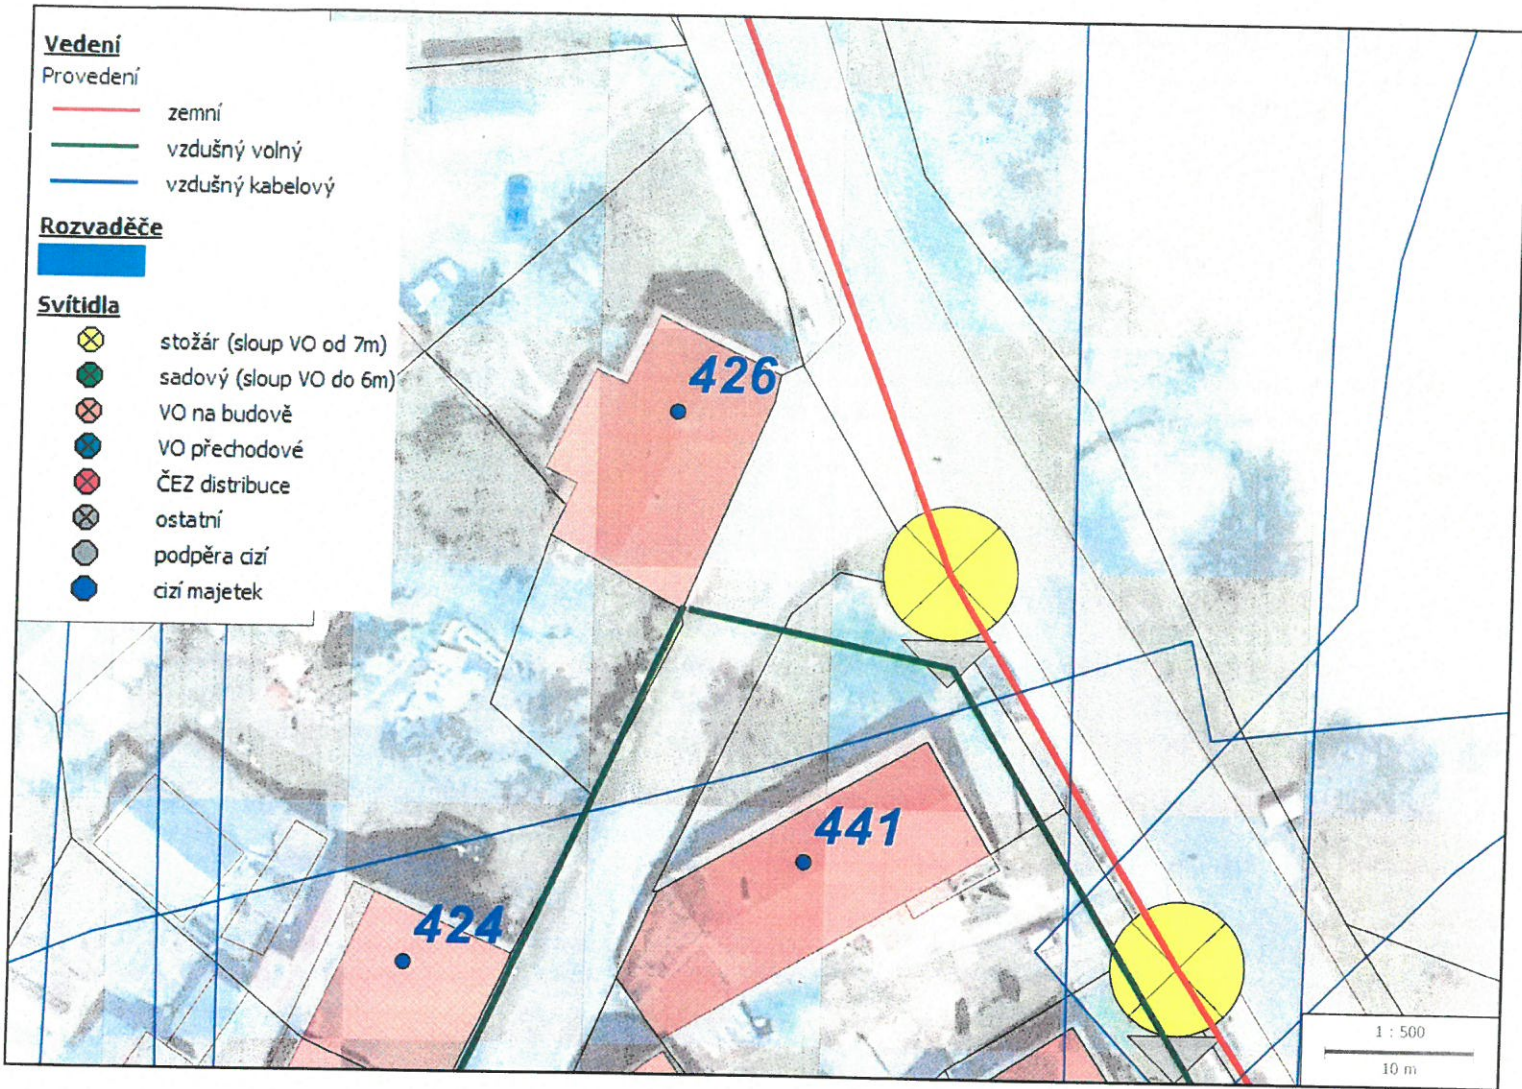 Vedení
Provedení
zemní
vzdušný volný
vzdušný kabelový
Rozvaděče
Svítidla
stožár (sloup VO od 7m)
sadový (sloup VO do 6m)
VO na budově
VO přechodové
ČEZ distribuce
ostatní
podpěra cizí
cizí majetek
426
441
424
1 : 500
10 m